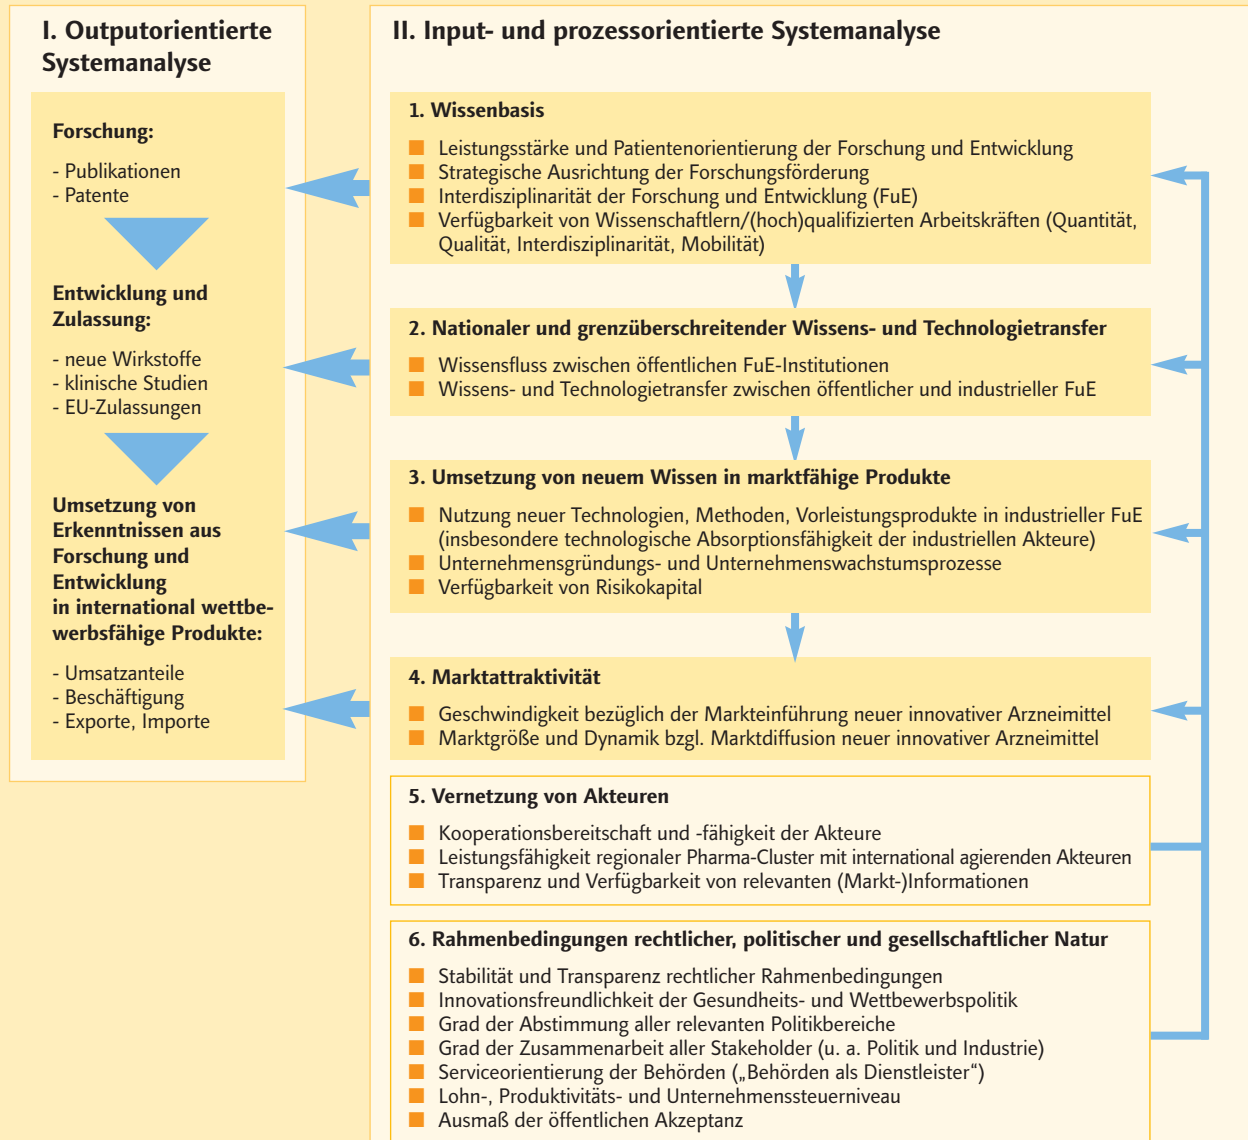 I. Outputorientierte
Systemanalyse
Forschung:
- Publikationen
- Patente
Entwicklung und
Zulassung:
- neue Wirkstoffe
- klinische Studien
- EU-Zulassungen
Umsetzung von
Erkenntnissen aus
Forschung und
Entwicklung
in international wettbe-
werbsfähige Produkte:
- Umsatzanteile
- Beschäftigung
- Exporte, Importe
II. Input- und prozessorientierte Systemanalyse
1. Wissenbasis
Leistungsstärke und Patientenorientierung der Forschung und Entwicklung
Strategische Ausrichtung der Forschungsförderung
Interdisziplinarität der Forschung und Entwicklung (FuE)
Verfügbarkeit von Wissenschaftlern/(hoch)qualifizierten Arbeitskräften (Quantität,
Qualität, Interdisziplinarität, Mobilität)
2. Nationaler und grenzüberschreitender Wissens- und Technologietransfer
Wissensfluss zwischen öffentlichen FuE-Institutionen
Wissens- und Technologietransfer zwischen öffentlicher und industrieller FuE
3. Umsetzung von neuem Wissen in marktfähige Produkte
Nutzung neuer Technologien, Methoden, Vorleistungsprodukte in industrieller FuE
(insbesondere technologische Absorptionsfähigkeit der industriellen Akteure)
Unternehmensgründungs- und Unternehmenswachstumsprozesse
Verfügbarkeit von Risikokapital
4. Marktattraktivität
Geschwindigkeit bezüglich der Markteinführung neuer innovativer Arzneimittel
Marktgröße und Dynamik bzgl. Marktdiffusion neuer innovativer Arzneimittel
5. Vernetzung von Akteuren
Kooperationsbereitschaft und -fähigkeit der Akteure
Leistungsfähigkeit regionaler Pharma-Cluster mit international agierenden Akteuren
Transparenz und Verfügbarkeit von relevanten (Markt-)Informationen
6. Rahmenbedingungen rechtlicher, politischer und gesellschaftlicher Natur
Stabilität und Transparenz rechtlicher Rahmenbedingungen
Innovationsfreundlichkeit der Gesundheits- und Wettbewerbspolitik
Grad der Abstimmung aller relevanten Politikbereiche
Grad der Zusammenarbeit aller Stakeholder (u. a. Politik und Industrie)
Serviceorientierung der Behörden („Behörden als Dienstleister“)
Lohn-, Produktivitäts- und Unternehmenssteuerniveau
Ausmaß der öffentlichen Akzeptanz